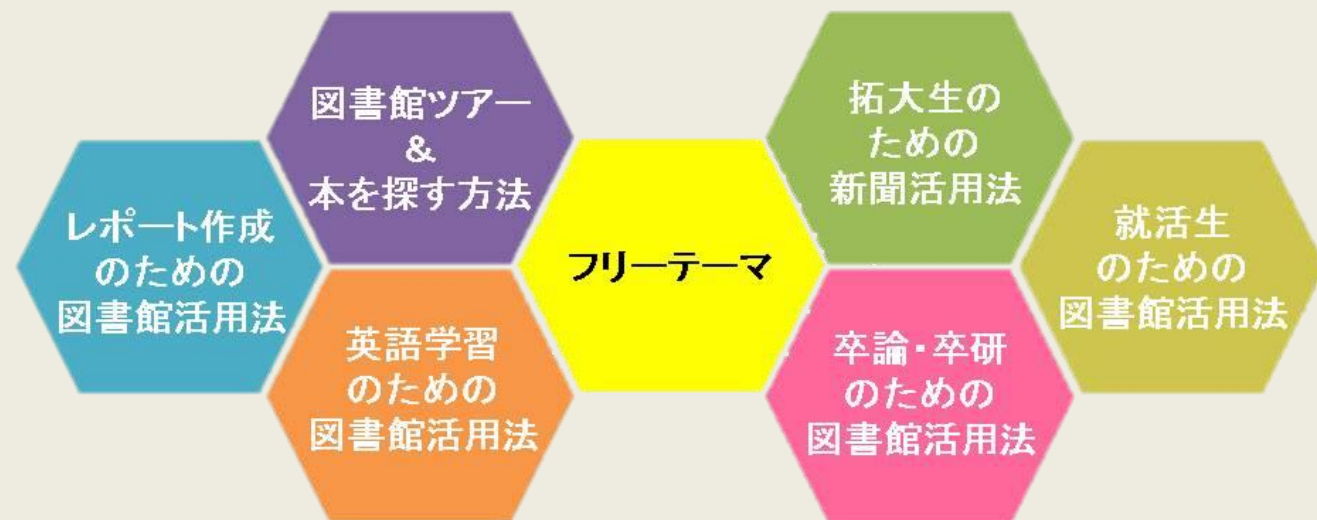 レポート作成
のための
図書館活用法
図書館ツアー
&
本を探す方法
英語学習
のための
図書館活用法
フリーテーマ
拓大生の
ための
新聞活用法
卒論・卒研
のための
図書館活用法
就活生
のための
図書館活用法